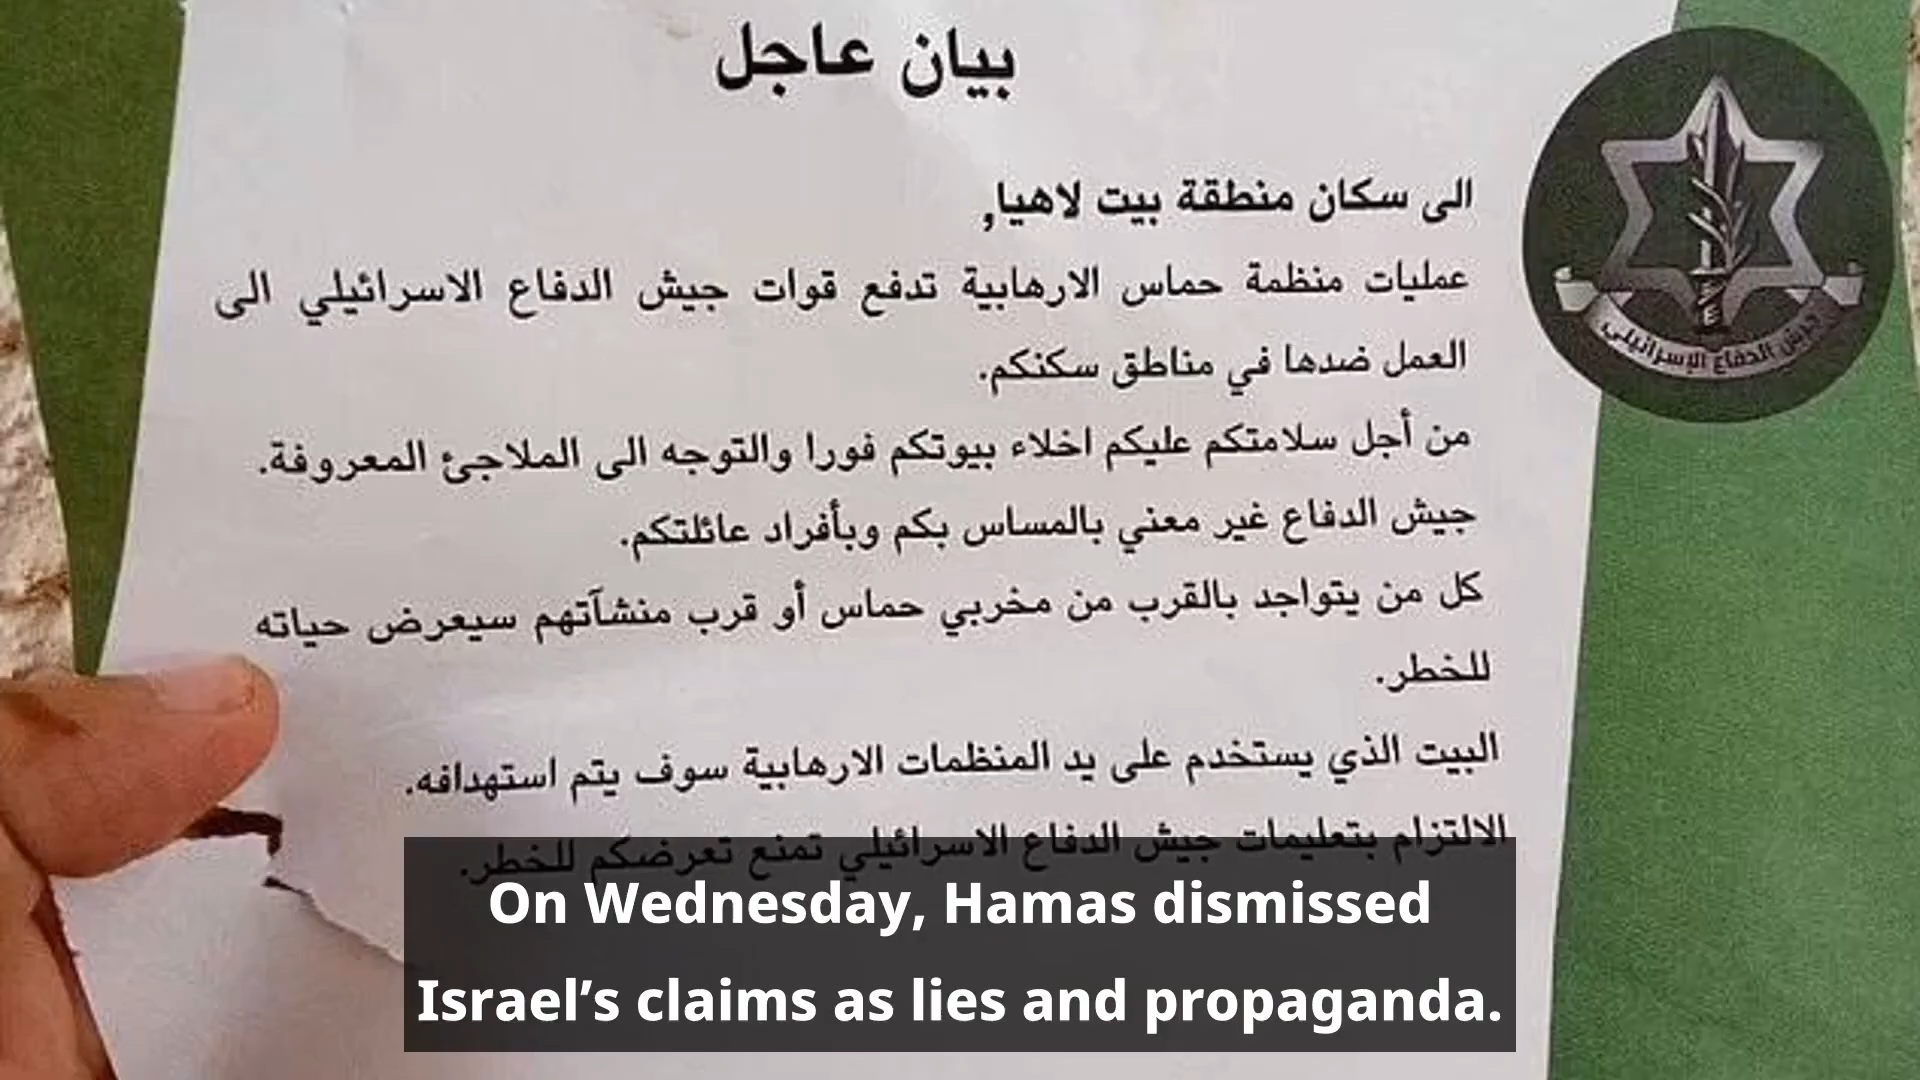 بيان عاجل
الى سكان منطقة بيت لاهيا,
عمليات منظمة حماس الارهابية تدفع قوات جيش الدفاع الاسرائيلي الى
العمل ضدها في مناطق سكنكم.
من أجل سلامتكم عليكم اخلاء بيوتكم فورا والتوجه الى الملاجئ المعروفة.
جيش الدفاع غير معني بالمساس بكم وبأفراد عائلتكم.
كل من يتواجد بالقرب من مخربي حماس أو قرب منشآتهم سيعرض حياته
للخطر.
البيت الذي يستخدم على يد المنظمات الارهابية سوف يتم استهدافه.
الالتزام بتعليمات جيش الدفاع الاسرائيلي تمنع تعرضكم للخطر.
جيش الدفاع الإسرائيلي
On Wednesday, Hamas dismissed
Israel’s claims as lies and propaganda.